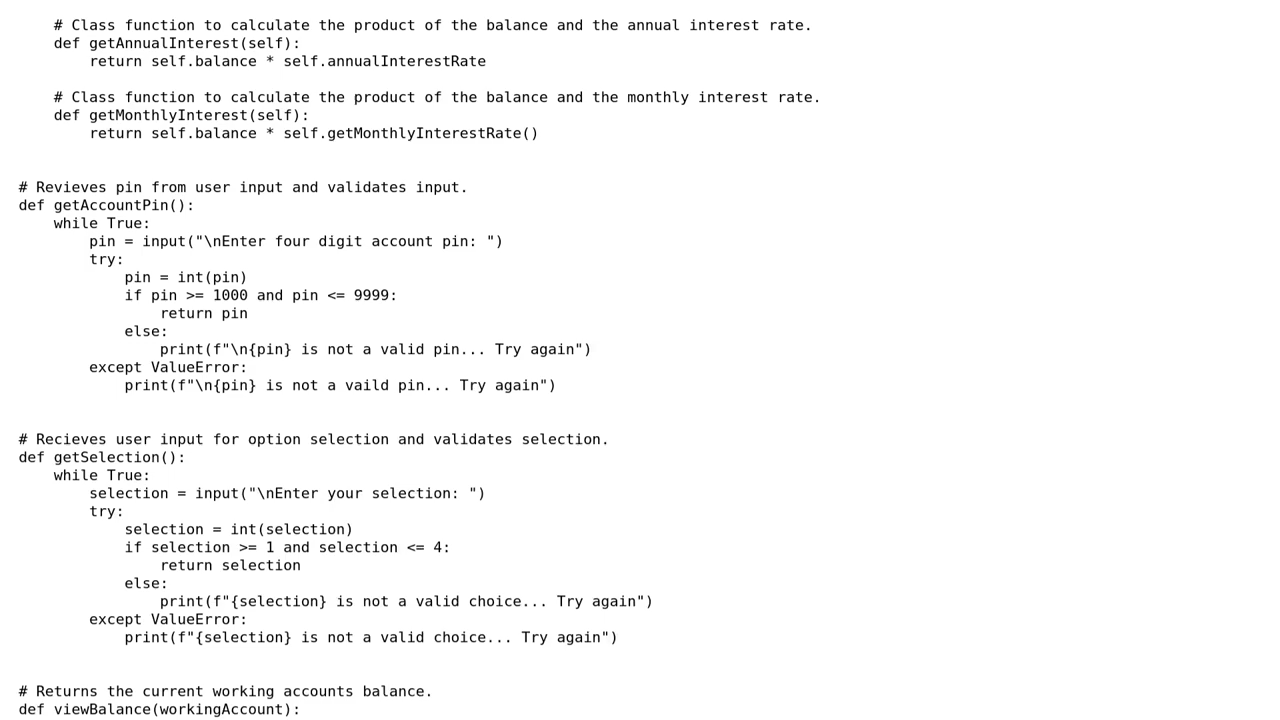 # Class function to calculate the product of the balance and the annual interest rate.
    def getAnnualInterest(self):
        return self.balance * self.annualInterestRate

    # Class function to calculate the product of the balance and the monthly interest rate.
    def getMonthlyInterest(self):
        return self.balance * self.getMonthlyInterestRate()


# Revieves pin from user input and validates input.
def getAccountPin():
    while True:
        pin = input("\nEnter four digit account pin: ")
        try:
            pin = int(pin)
            if pin >= 1000 and pin <= 9999:
                return pin
            else:
                print(f"\n{pin} is not a valid pin... Try again")
        except ValueError:
            print(f"\n{pin} is not a vaild pin... Try again")


# Recieves user input for option selection and validates selection.
def getSelection():
    while True:
        selection = input("\nEnter your selection: ")
        try:
            selection = int(selection)
            if selection >= 1 and selection <= 4:
                return selection
            else:
                print(f"{selection} is not a valid choice... Try again")
        except ValueError:
            print(f"{selection} is not a valid choice... Try again")


# Returns the current working accounts balance.
def viewBalance(workingAccount):